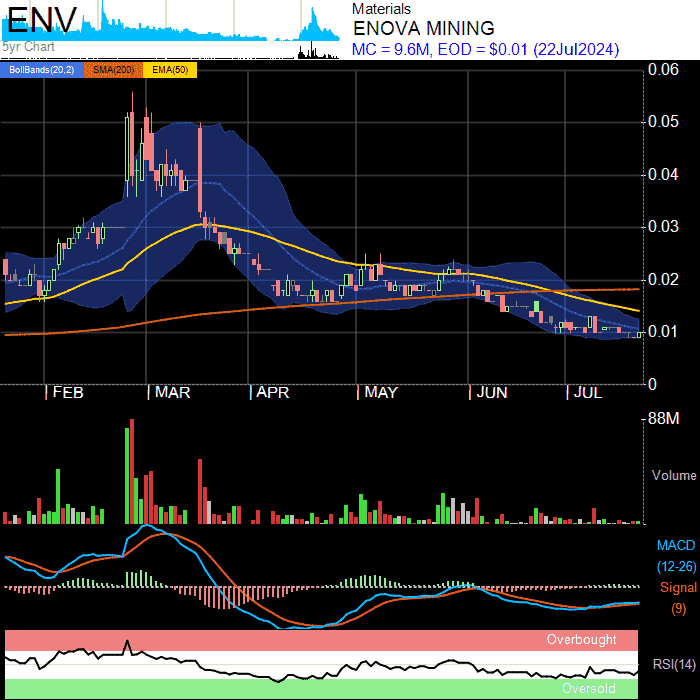 ENV
5yr Chart
Materials
ENOVA MINING
MC = 9.6M, EOD = $0.01 (22Jul2024)
BollBands(20,2) SMA(200) EMA(50)
0.06
0.05
0.04
0.03
0.02
0.01
0
FEB MAR APR MAY JUN JUL
88M
Volume
MACD
(12-26)
Signal
(9)
Overbought
RSI(14)
Oversold